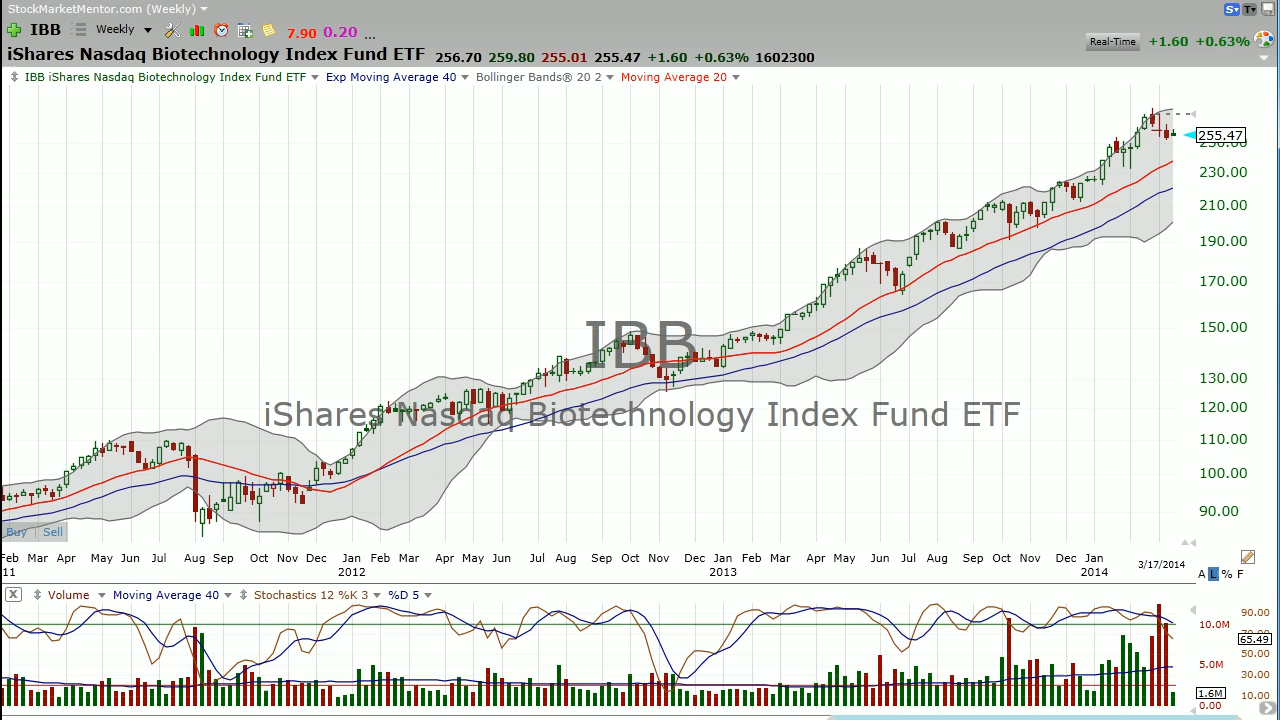 StockMarketMentor.com (Weekly)
IBB Weekly 7.90 0.20 ...
iShares Nasdaq Biotechnology Index Fund ETF 256.70 259.80 255.01 255.47 +1.60 +0.63% 1602300 Real-Time +1.60 +0.63%
S T
IBB iShares Nasdaq Biotechnology Index Fund ETF Exp Moving Average 40 Bollinger Bands® 20 2 Moving Average 20
255.47
250.00
230.00
210.00
190.00
170.00
150.00
130.00
120.00
110.00
100.00
90.00
IBB
iShares Nasdaq Biotechnology Index Fund ETF
Buy Sell
Feb Mar Apr May Jun Jul Aug Sep Oct Nov Dec Jan Feb Mar Apr May Jun Jul Aug Sep Oct Nov Dec Jan Feb Mar Apr May Jun Jul Aug Sep Oct Nov Dec Jan 3/17/2014
11 2012 2013 2014 A L % F
X Volume Moving Average 40 Stochastics 12 %K 3 %D 5
90.00
10.0M
70.00
65.49
5.0M 50.00
30.00
1.6M 10.00
0.00